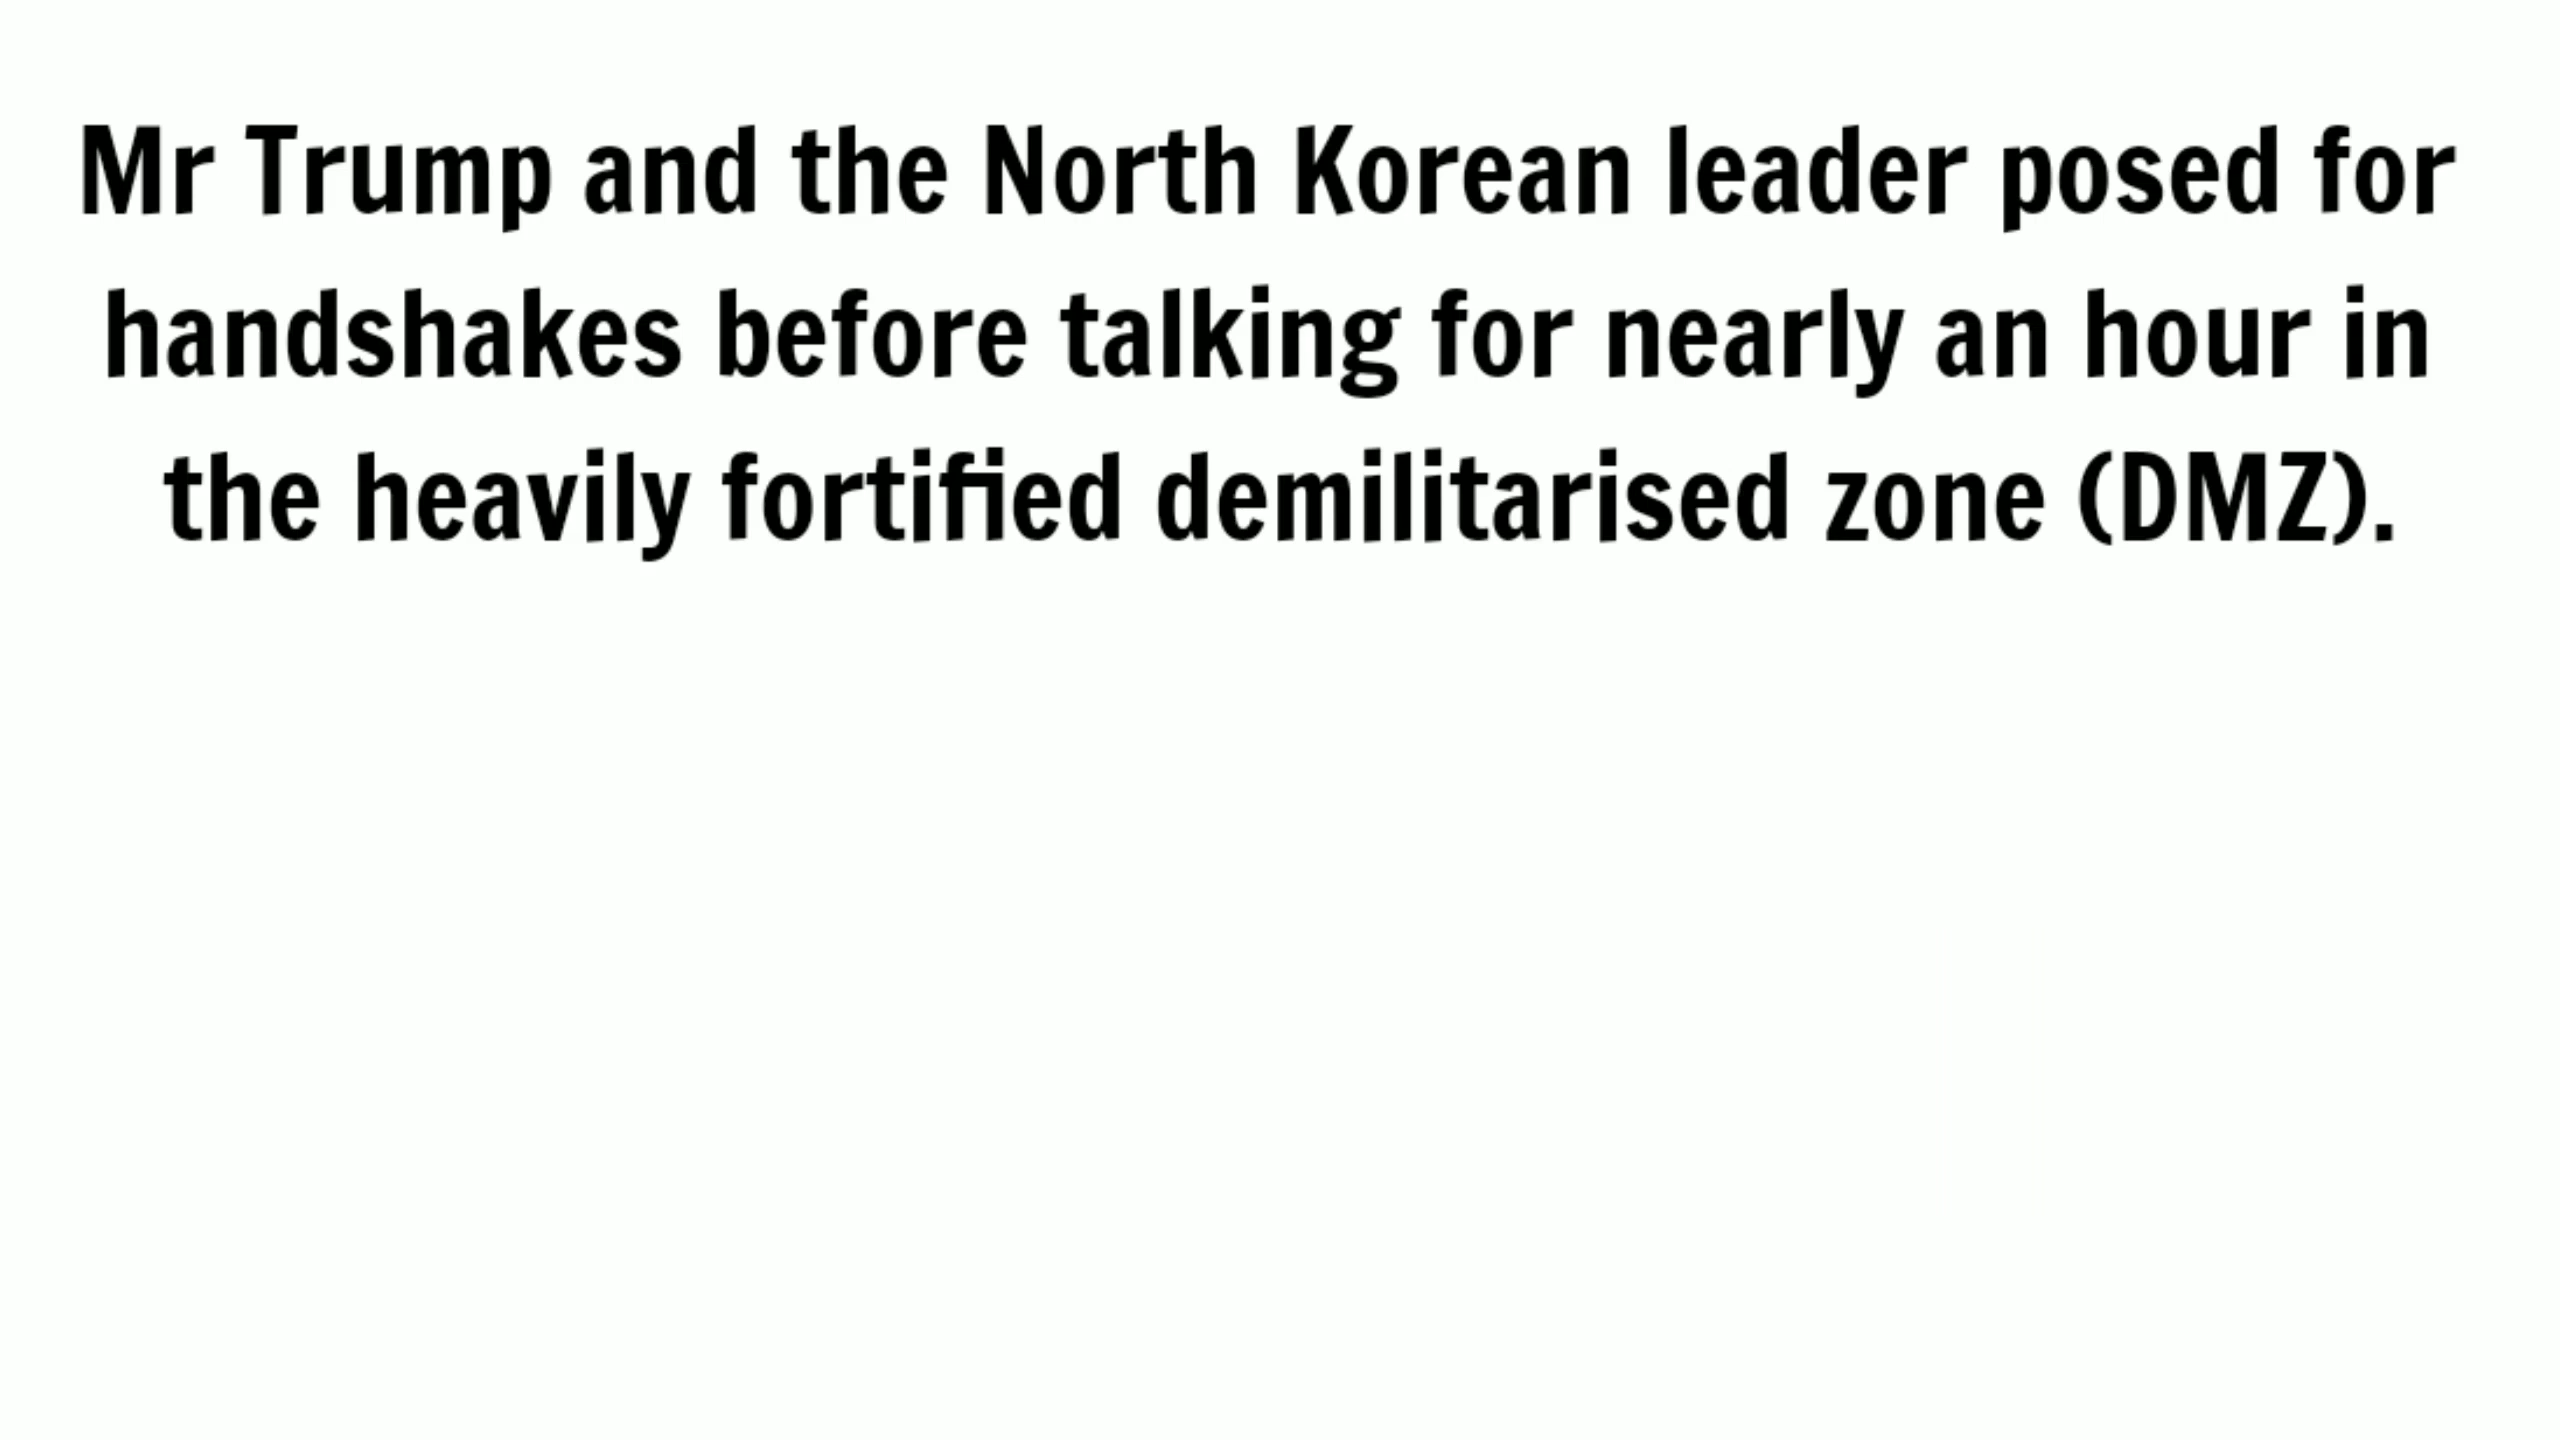 Mr Trump and the North Korean leader posed for
handshakes before talking for nearly an hour in
the heavily fortified demilitarised zone (DMZ).